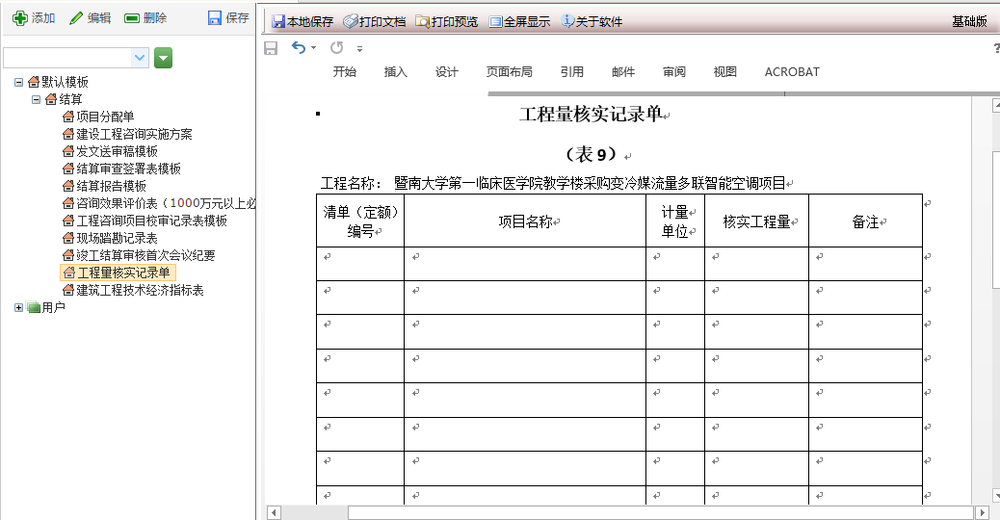 添加 编辑 删除 保存
默认模板
结算
项目分配单
建设工程咨询实施方案
发文送审稿模板
结算审查签署表模板
结算报告模板
咨询效果评价表（1000万元以上必
工程咨询项目校审记录表模板
现场踏勘记录表
竣工结算审核首次会议纪要
工程量核实记录单
建筑工程技术经济指标表
用户
本地保存 打印文档 打印预览 全屏显示 关于软件 基础版
?
开始 插入 设计 页面布局 引用 邮件 审阅 视图 ACROBAT
工程量核实记录单
（表 9）
工程名称： 暨南大学第一临床医学院教学楼采购变冷媒流量多联智能空调项目
清单（定额）
编号
项目名称
计量
单位
核实工程量
备注